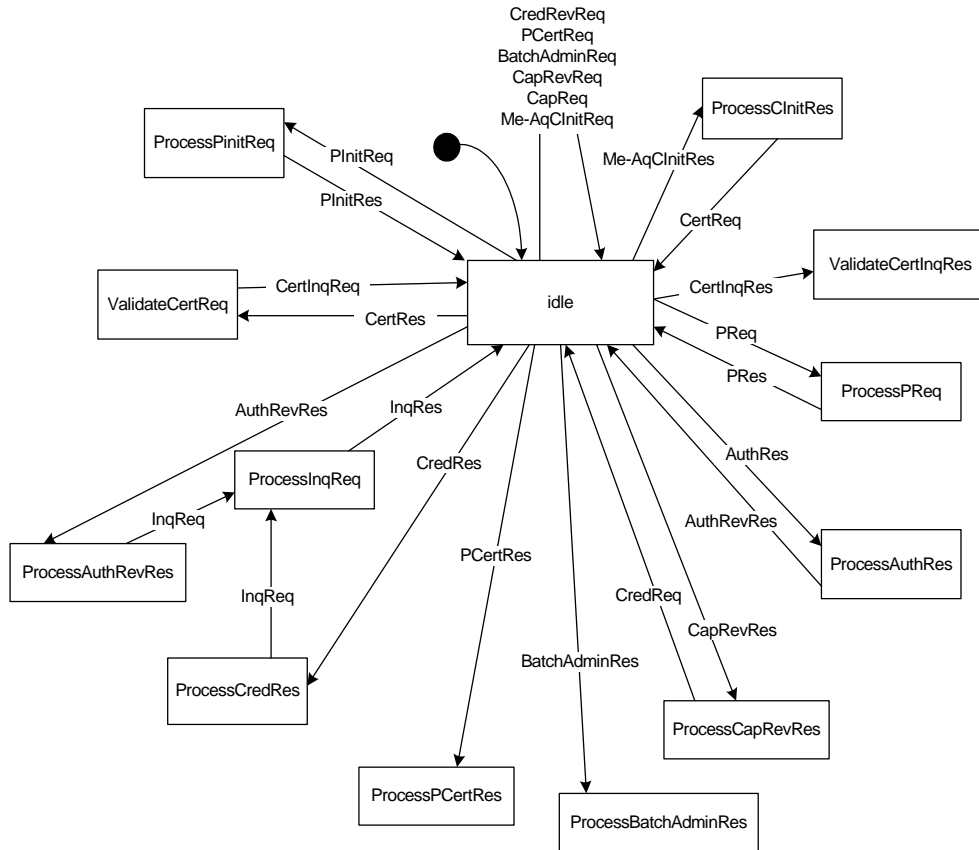 CredRevReq
PCertReq
BatchAdminReq
CapRevReq
CapReq
Me-AqCInitReq
ProcessCInitRes
ProcessPinitReq
PInitReq
Me-AqCInitRes
PInitRes
CertReq
ValidateCertInqRes
CertInqReq
CertInqRes
ValidateCertReq
idle
CertRes
PReq
PRes
ProcessPReq
AuthRevRes
InqRes
AuthRes
CredRes
ProcessInqReq
AuthRevRes
InqReq
PCertRes
ProcessAuthRes
ProcessAuthRevRes
InqReq
CredReq
CapRevRes
BatchAdminRes
ProcessCredRes
ProcessCapRevRes
ProcessPCertRes
ProcessBatchAdminRes